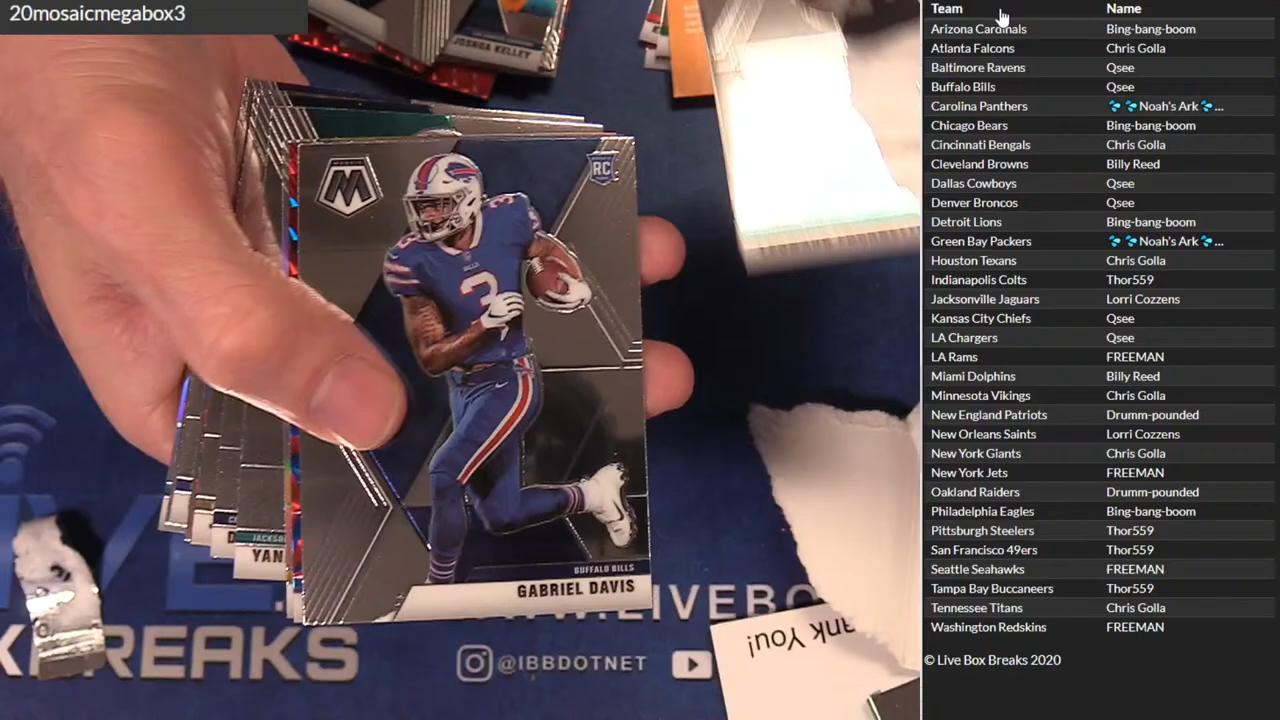 20mosaicmegabox3
JOSHUA KELLEY
MOSAIC
M
RC
BILLS
3
BUFFALO BILLS
GABRIEL DAVIS
JACKSON
YAN
.LIVEBO
REAKS
@IBBDOTNET
ank You!
Team Name
Arizona Cardinals Bing-bang-boom
Atlanta Falcons Chris Golla
Baltimore Ravens Qsee
Buffalo Bills Qsee
Carolina Panthers 💦 💦Noah's Ark💦...
Chicago Bears Bing-bang-boom
Cincinnati Bengals Chris Golla
Cleveland Browns Billy Reed
Dallas Cowboys Qsee
Denver Broncos Qsee
Detroit Lions Bing-bang-boom
Green Bay Packers 💦 💦Noah's Ark💦...
Houston Texans Chris Golla
Indianapolis Colts Thor559
Jacksonville Jaguars Lorri Cozzens
Kansas City Chiefs Qsee
LA Chargers Qsee
LA Rams FREEMAN
Miami Dolphins Billy Reed
Minnesota Vikings Chris Golla
New England Patriots Drumm-pounded
New Orleans Saints Lorri Cozzens
New York Giants Chris Golla
New York Jets FREEMAN
Oakland Raiders Drumm-pounded
Philadelphia Eagles Bing-bang-boom
Pittsburgh Steelers Thor559
San Francisco 49ers Thor559
Seattle Seahawks FREEMAN
Tampa Bay Buccaneers Thor559
Tennessee Titans Chris Golla
Washington Redskins FREEMAN
© Live Box Breaks 2020